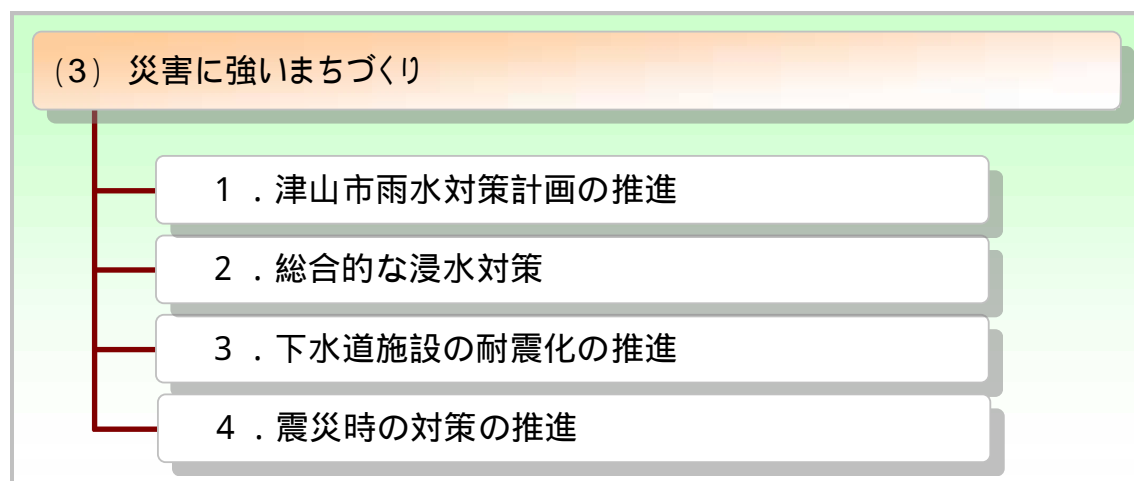 (3) 災害に強いまちづくり
1．津山市雨水対策計画の推進
2．総合的な浸水対策
3．下水道施設の耐震化の推進
4．震災時の対策の推進